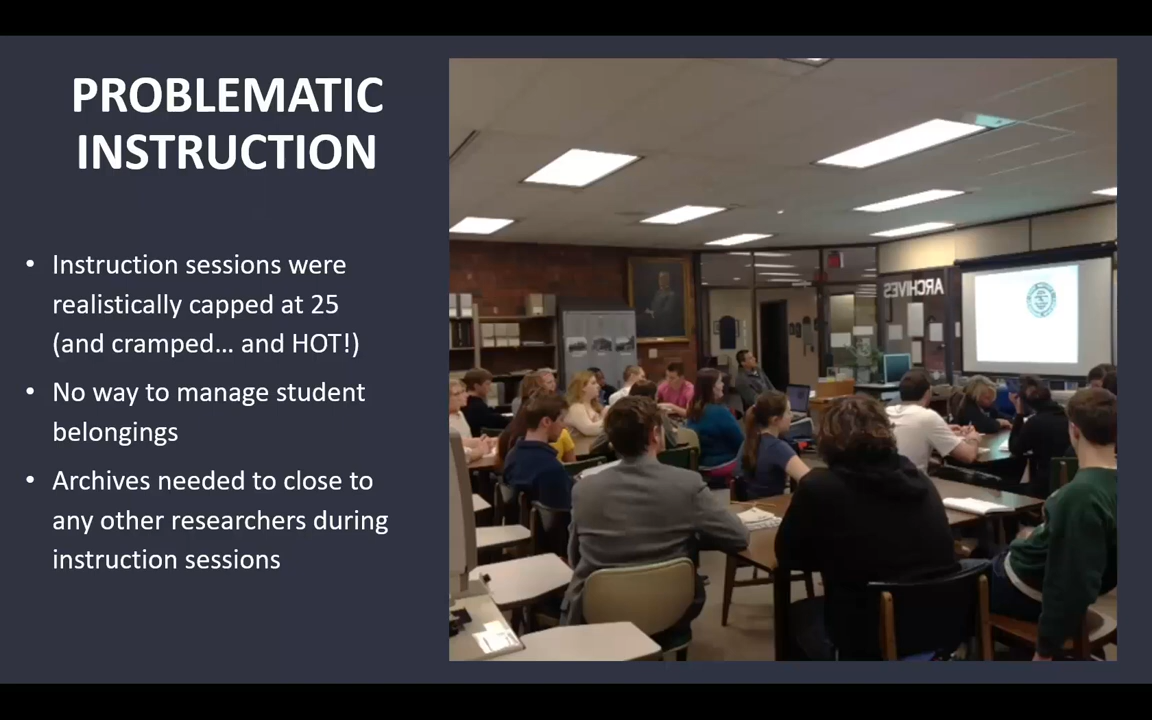 PROBLEMATIC
INSTRUCTION
• Instruction sessions were
realistically capped at 25
(and cramped... and HOT!)
• No way to manage student
belongings
• Archives needed to close to
any other researchers during
instruction sessions
ARCHIVES